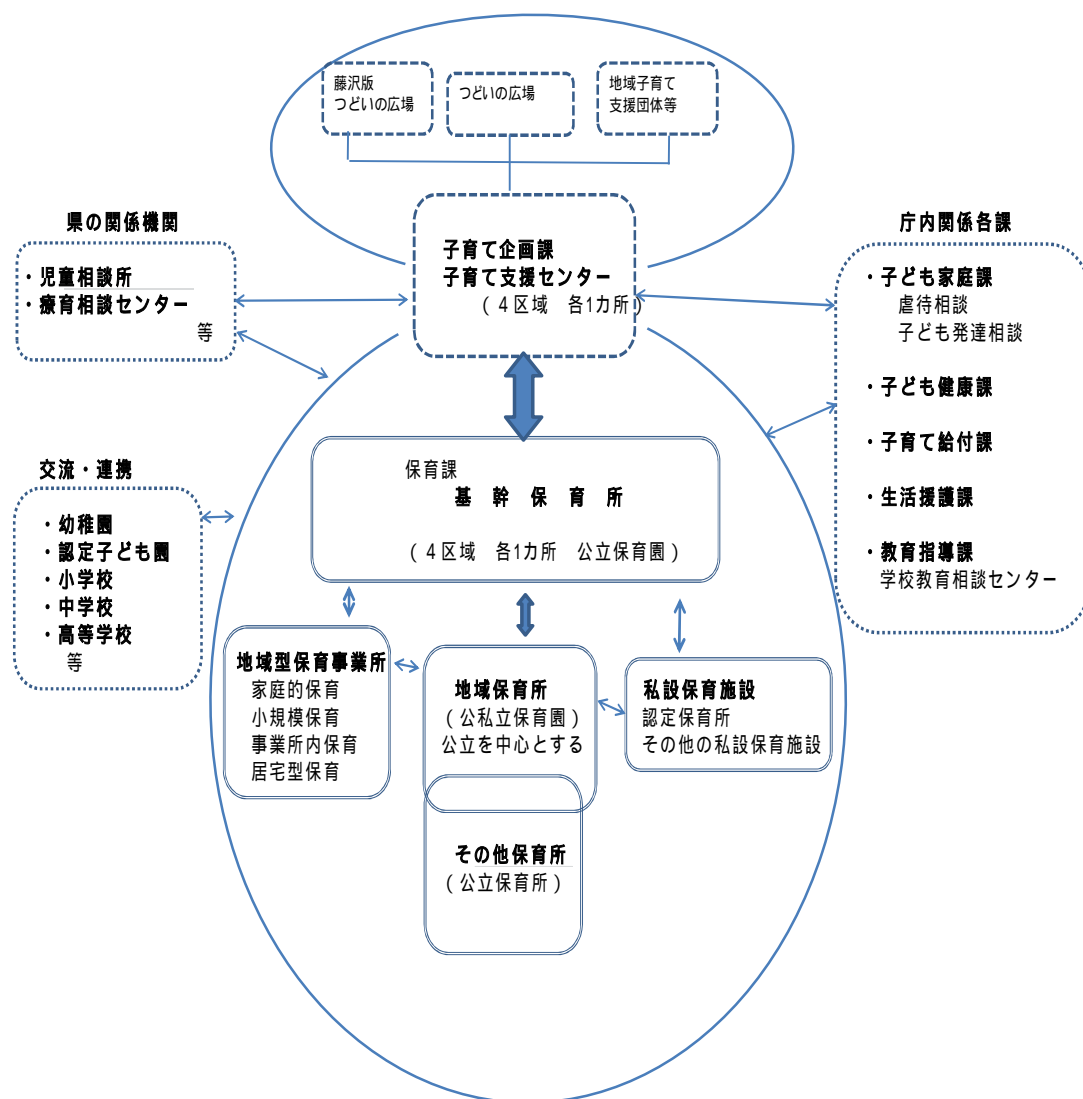 藤沢版
つどいの広場
つどいの広場
地域子育て
支援団体等
子育て企画課
子育て支援センター
（４区域　各1カ所）
県の関係機関
・児童相談所
・療育相談センター
等
庁内関係各課
・子ども家庭課
虐待相談
子ども発達相談
・子ども健康課
・子育て給付課
・生活援護課
・教育指導課
学校教育相談センター
交流・連携
・幼稚園
・認定子ども園
・小学校
・中学校
・高等学校
等
保育課
基　幹　保　育　所
（４区域　各1カ所　公立保育園）
地域型保育事業所
家庭的保育
小規模保育
事業所内保育
居宅型保育
地域保育所
（公私立保育園）
公立を中心とする
私設保育施設
認定保育所
その他の私設保育施設
その他保育所
（公立保育所）